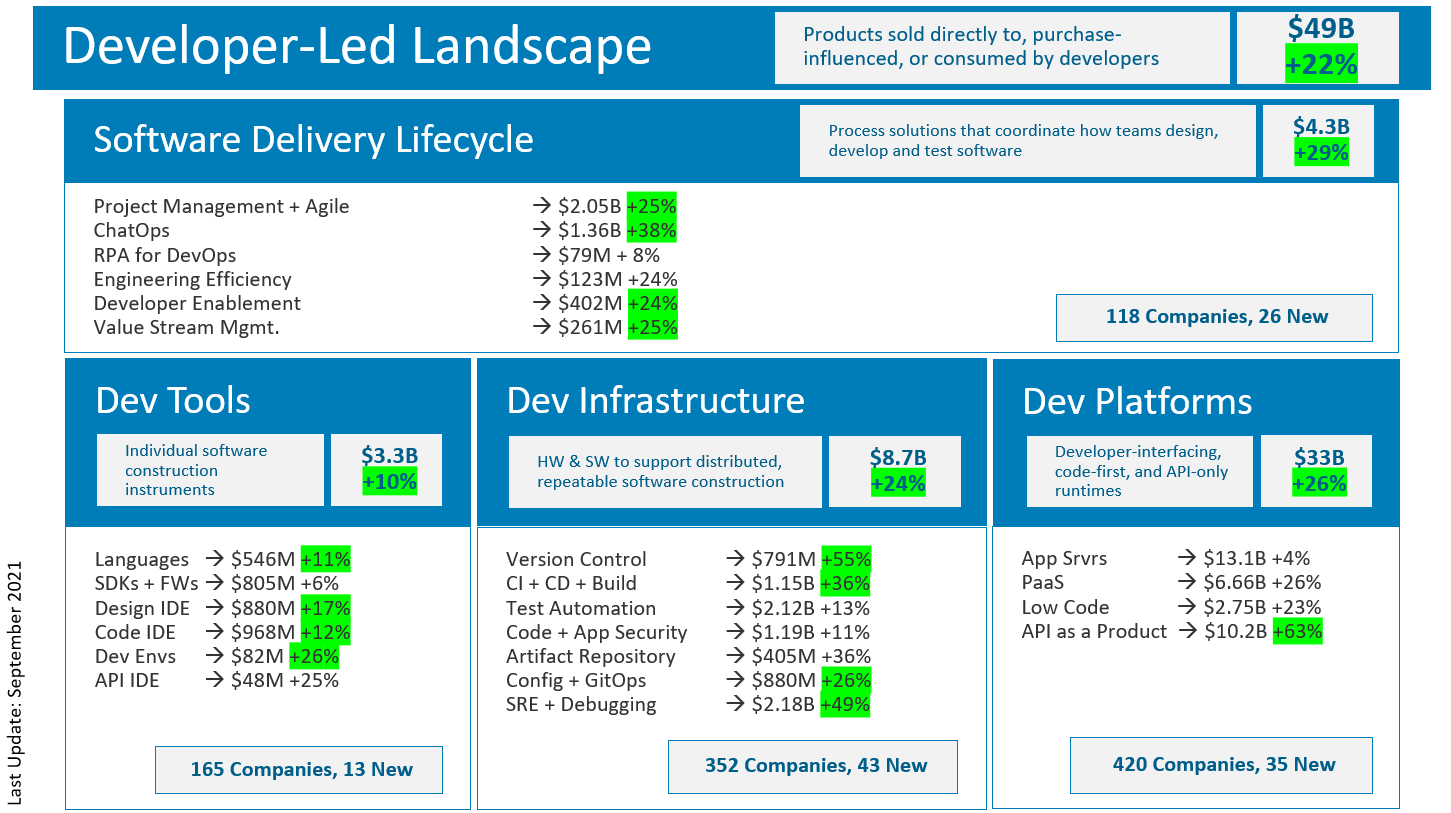 Developer-Led Landscape
Products sold directly to, purchase-
influenced, or consumed by developers
$49B
+22%
Software Delivery Lifecycle
Process solutions that coordinate how teams design,
develop and test software
$4.3B
+29%
Project Management + Agile → $2.05B +25%
ChatOps → $1.36B +38%
RPA for DevOps → $79M + 8%
Engineering Efficiency → $123M +24%
Developer Enablement → $402M +24%
Value Stream Mgmt. → $261M +25%
118 Companies, 26 New
Dev Tools
Individual software
construction
instruments
$3.3B
+10%
Languages → $546M +11%
SDKs + FWs → $805M +6%
Design IDE → $880M +17%
Code IDE → $968M +12%
Dev Envs → $82M +26%
API IDE → $48M +25%
165 Companies, 13 New
Dev Infrastructure
HW & SW to support distributed,
repeatable software construction
$8.7B
+24%
Version Control → $791M +55%
CI + CD + Build → $1.15B +36%
Test Automation → $2.12B +13%
Code + App Security → $1.19B +11%
Artifact Repository → $405M +36%
Config + GitOps → $880M +26%
SRE + Debugging → $2.18B +49%
352 Companies, 43 New
Dev Platforms
Developer-interfacing,
code-first, and API-only
runtimes
$33B
+26%
App Srvrs → $13.1B +4%
PaaS → $6.66B +26%
Low Code → $2.75B +23%
API as a Product → $10.2B +63%
420 Companies, 35 New
Last Update: September 2021